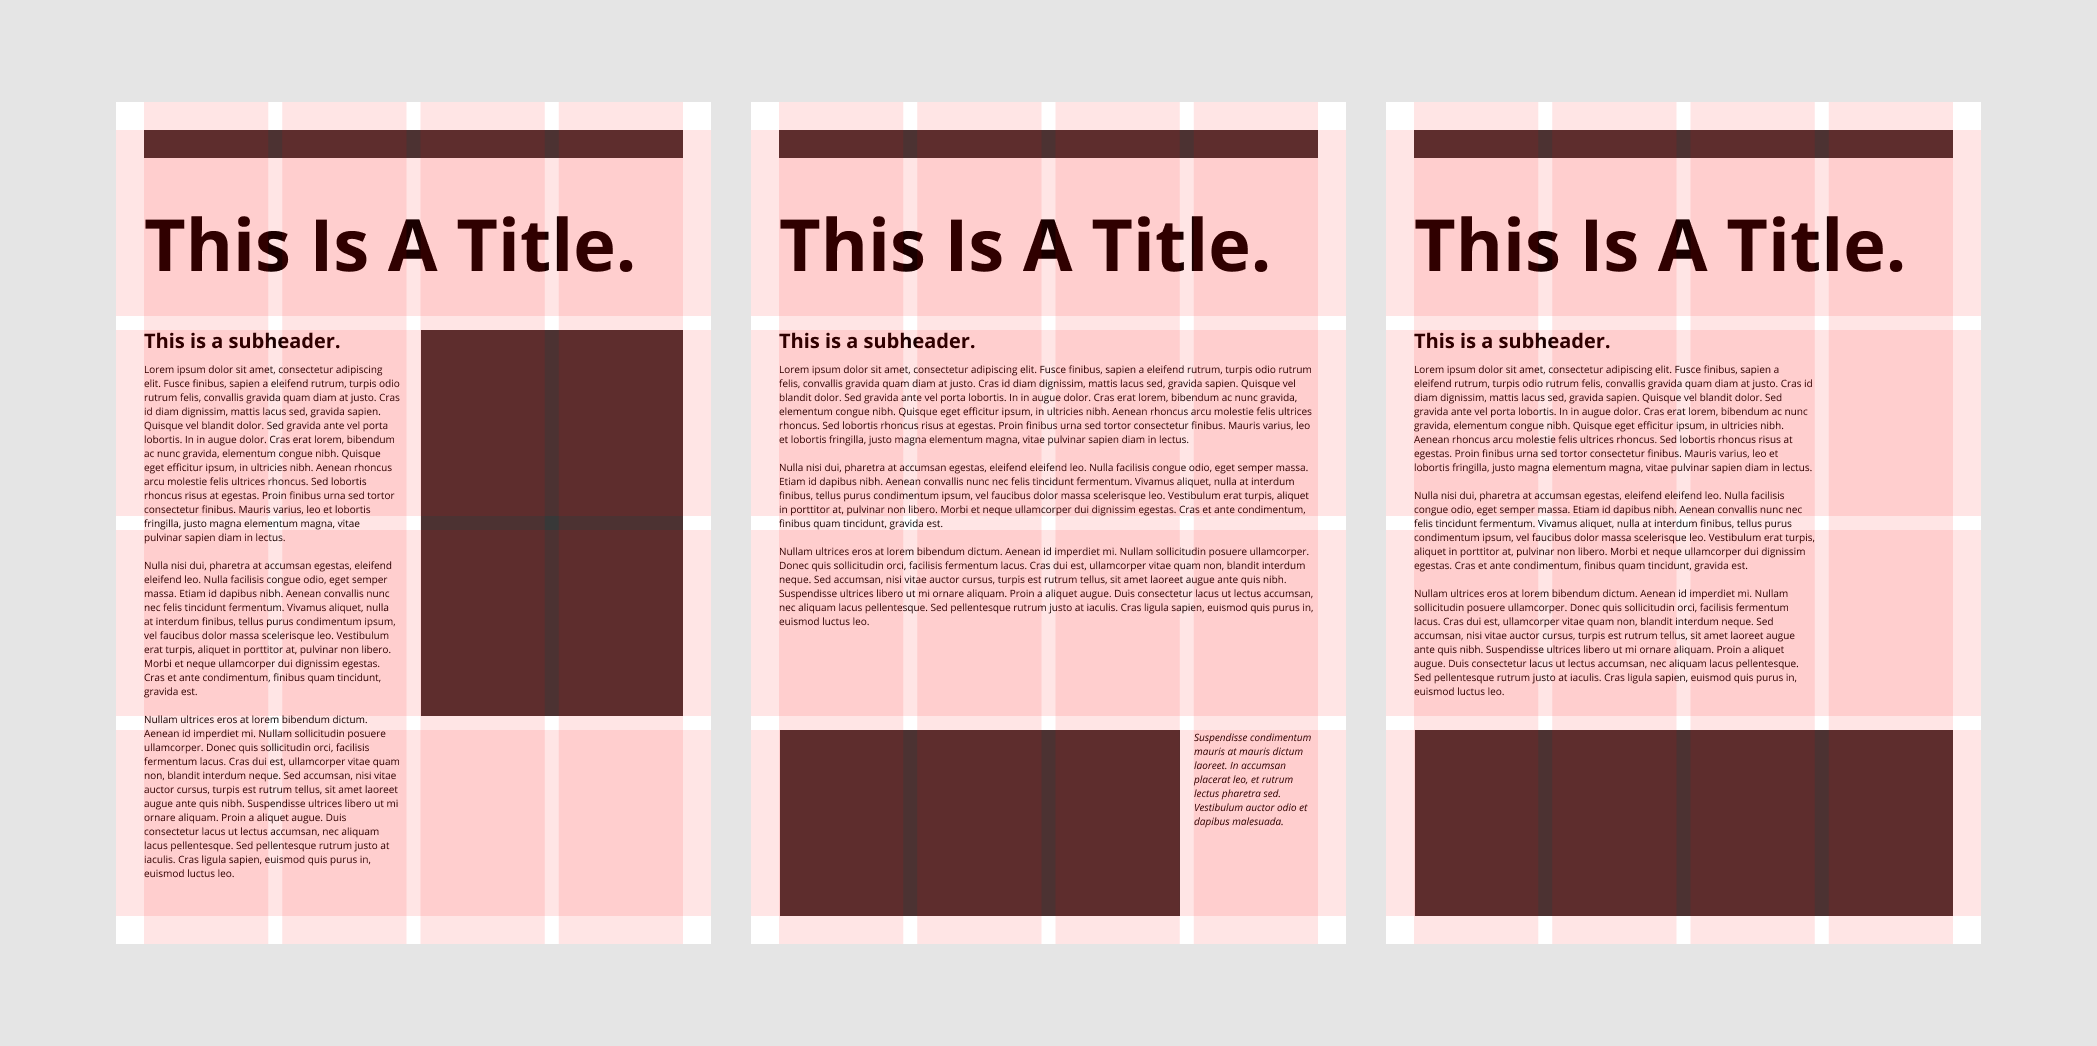 This Is A Title.
This is a subheader.
Lorem ipsum dolor sit amet, consectetur adipiscing
elit. Fusce finibus, sapien a eleifend rutrum, turpis odio
rutrum felis, convallis gravida quam diam at justo. Cras
id diam dignissim, mattis lacus sed, gravida sapien.
Quisque vel blandit dolor. Sed gravida ante vel porta
lobortis. In in augue dolor. Cras erat lorem, bibendum
ac nunc gravida, elementum congue nibh. Quisque
eget efficitur ipsum, in ultricies nibh. Aenean rhoncus
arcu molestie felis ultrices rhoncus. Sed lobortis
rhoncus risus at egestas. Proin finibus urna sed tortor
consectetur finibus. Mauris varius, leo et lobortis
fringilla, justo magna elementum magna, vitae
pulvinar sapien diam in lectus.
Nulla nisi dui, pharetra at accumsan egestas, eleifend
eleifend leo. Nulla facilisis congue odio, eget semper
massa. Etiam id dapibus nibh. Aenean convallis nunc
nec felis tincidunt fermentum. Vivamus aliquet, nulla
at interdum finibus, tellus purus condimentum ipsum,
vel faucibus dolor massa scelerisque leo. Vestibulum
erat turpis, aliquet in porttitor at, pulvinar non libero.
Morbi et neque ullamcorper dui dignissim egestas.
Cras et ante condimentum, finibus quam tincidunt,
gravida est.
Nullam ultrices eros at lorem bibendum dictum.
Aenean id imperdiet mi. Nullam sollicitudin posuere
ullamcorper. Donec quis sollicitudin orci, facilisis
fermentum lacus. Cras dui est, ullamcorper vitae quam
non, blandit interdum neque. Sed accumsan, nisi vitae
auctor cursus, turpis est rutrum tellus, sit amet laoreet
augue ante quis nibh. Suspendisse ultrices libero ut mi
ornare aliquam. Proin a aliquet augue. Duis
consectetur lacus ut lectus accumsan, nec aliquam
lacus pellentesque. Sed pellentesque rutrum justo at
iaculis. Cras ligula sapien, euismod quis purus in,
euismod luctus leo.
This Is A Title.
This is a subheader.
Lorem ipsum dolor sit amet, consectetur adipiscing elit. Fusce finibus, sapien a eleifend rutrum, turpis odio rutrum
felis, convallis gravida quam diam at justo. Cras id diam dignissim, mattis lacus sed, gravida sapien. Quisque vel
blandit dolor. Sed gravida ante vel porta lobortis. In in augue dolor. Cras erat lorem, bibendum ac nunc gravida,
elementum congue nibh. Quisque eget efficitur ipsum, in ultricies nibh. Aenean rhoncus arcu molestie felis ultrices
rhoncus. Sed lobortis rhoncus risus at egestas. Proin finibus urna sed tortor consectetur finibus. Mauris varius, leo
et lobortis fringilla, justo magna elementum magna, vitae pulvinar sapien diam in lectus.
Nulla nisi dui, pharetra at accumsan egestas, eleifend eleifend leo. Nulla facilisis congue odio, eget semper massa.
Etiam id dapibus nibh. Aenean convallis nunc nec felis tincidunt fermentum. Vivamus aliquet, nulla at interdum
finibus, tellus purus condimentum ipsum, vel faucibus dolor massa scelerisque leo. Vestibulum erat turpis, aliquet
in porttitor at, pulvinar non libero. Morbi et neque ullamcorper dui dignissim egestas. Cras et ante condimentum,
finibus quam tincidunt, gravida est.
Nullam ultrices eros at lorem bibendum dictum. Aenean id imperdiet mi. Nullam sollicitudin posuere ullamcorper.
Donec quis sollicitudin orci, facilisis fermentum lacus. Cras dui est, ullamcorper vitae quam non, blandit interdum
neque. Sed accumsan, nisi vitae auctor cursus, turpis est rutrum tellus, sit amet laoreet augue ante quis nibh.
Suspendisse ultrices libero ut mi ornare aliquam. Proin a aliquet augue. Duis consectetur lacus ut lectus accumsan,
nec aliquam lacus pellentesque. Sed pellentesque rutrum justo at iaculis. Cras ligula sapien, euismod quis purus in,
euismod luctus leo.
Suspendisse condimentum
mauris at mauris dictum
laoreet. In accumsan
placerat leo, et rutrum
lectus pharetra sed.
Vestibulum auctor odio et
dapibus malesuada.
This Is A Title.
This is a subheader.
Lorem ipsum dolor sit amet, consectetur adipiscing elit. Fusce finibus, sapien a
eleifend rutrum, turpis odio rutrum felis, convallis gravida quam diam at justo. Cras id
diam dignissim, mattis lacus sed, gravida sapien. Quisque vel blandit dolor. Sed
gravida ante vel porta lobortis. In in augue dolor. Cras erat lorem, bibendum ac nunc
gravida, elementum congue nibh. Quisque eget efficitur ipsum, in ultricies nibh.
Aenean rhoncus arcu molestie felis ultrices rhoncus. Sed lobortis rhoncus risus at
egestas. Proin finibus urna sed tortor consectetur finibus. Mauris varius, leo et
lobortis fringilla, justo magna elementum magna, vitae pulvinar sapien diam in lectus.
Nulla nisi dui, pharetra at accumsan egestas, eleifend eleifend leo. Nulla facilisis
congue odio, eget semper massa. Etiam id dapibus nibh. Aenean convallis nunc nec
felis tincidunt fermentum. Vivamus aliquet, nulla at interdum finibus, tellus purus
condimentum ipsum, vel faucibus dolor massa scelerisque leo. Vestibulum erat turpis,
aliquet in porttitor at, pulvinar non libero. Morbi et neque ullamcorper dui dignissim
egestas. Cras et ante condimentum, finibus quam tincidunt, gravida est.
Nullam ultrices eros at lorem bibendum dictum. Aenean id imperdiet mi. Nullam
sollicitudin posuere ullamcorper. Donec quis sollicitudin orci, facilisis fermentum
lacus. Cras dui est, ullamcorper vitae quam non, blandit interdum neque. Sed
accumsan, nisi vitae auctor cursus, turpis est rutrum tellus, sit amet laoreet augue
ante quis nibh. Suspendisse ultrices libero ut mi ornare aliquam. Proin a aliquet
augue. Duis consectetur lacus ut lectus accumsan, nec aliquam lacus pellentesque.
Sed pellentesque rutrum justo at iaculis. Cras ligula sapien, euismod quis purus in,
euismod luctus leo.